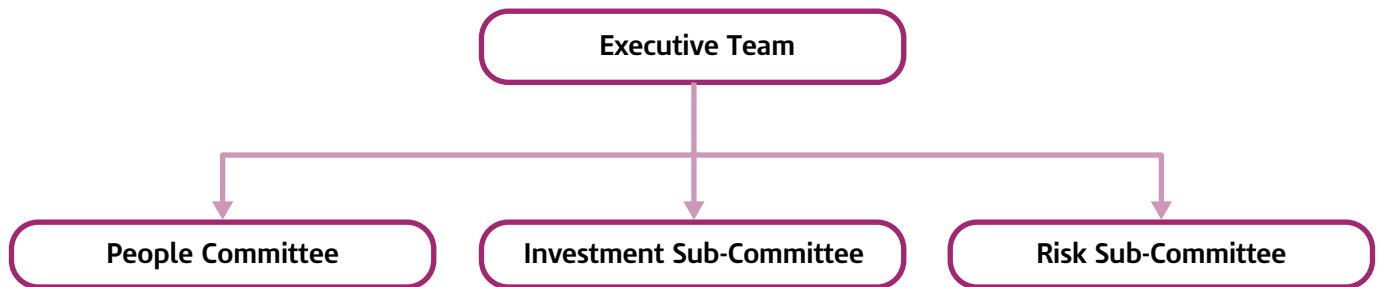 Executive Team
People Committee
Investment Sub-Committee
Risk Sub-Committee